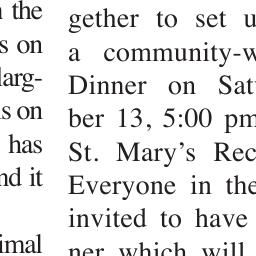 the
s on
larg-
s on
has
nd it
imal
gether to set u
a community-w
Dinner on Sat
ber 13, 5:00 pm
St. Mary's Rec
Everyone in the
invited to have
ner which will